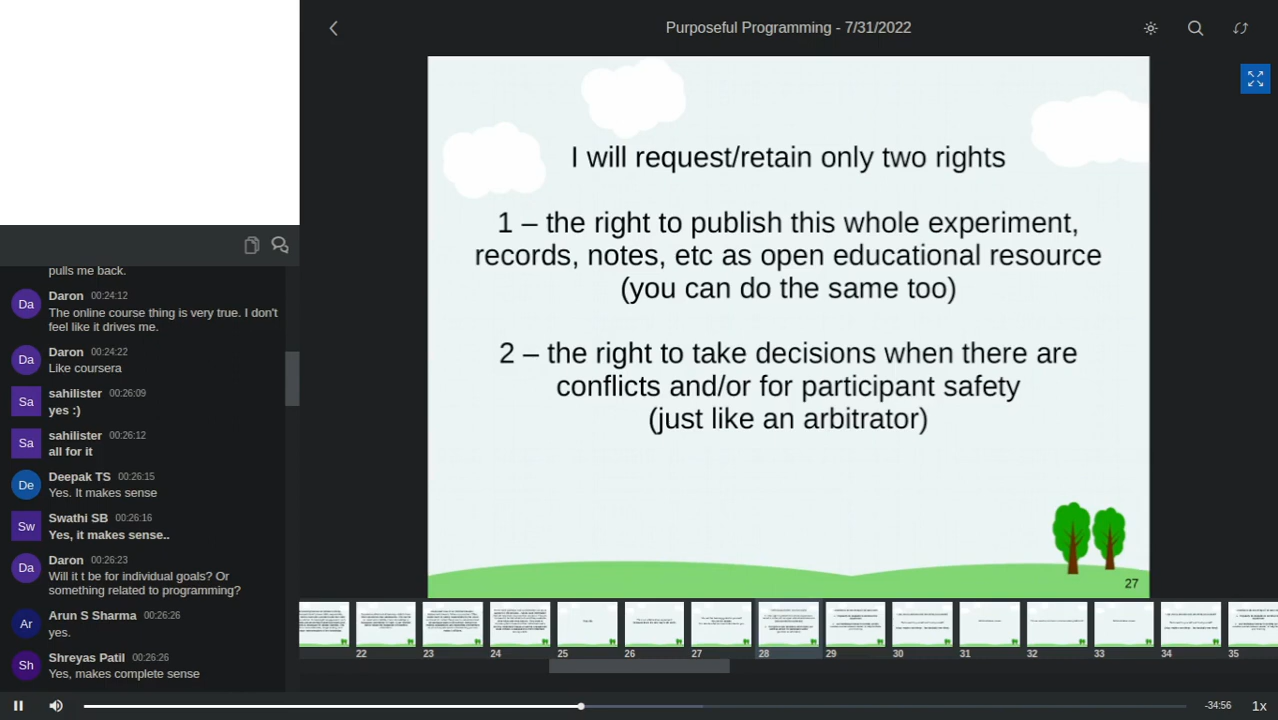 Purposeful Programming - 7/31/2022
pulls me back.
Da
Daron 00:24:12
The online course thing is very true. I don't
feel like it drives me.
Da
Daron 00:24:22
Like coursera
Sa
sahilister 00:26:09
yes :)
Sa
sahilister 00:26:12
all for it
De
Deepak TS 00:26:15
Yes. It makes sense
Sw
Swathi SB 00:26:16
Yes, it makes sense..
Da
Daron 00:26:23
Will it t be for individual goals? Or
something related to programming?
Ar
Arun S Sharma 00:26:26
yes.
Sh
Shreyas Patil 00:26:26
Yes, makes complete sense
I will request/retain only two rights
1 – the right to publish this whole experiment,
records, notes, etc as open educational resource
(you can do the same too)
2 – the right to take decisions when there are
conflicts and/or for participant safety
(just like an arbitrator)
27
22 23 24 25 26 27 28 29 30 31 32 33 34 35
-34:56 1x